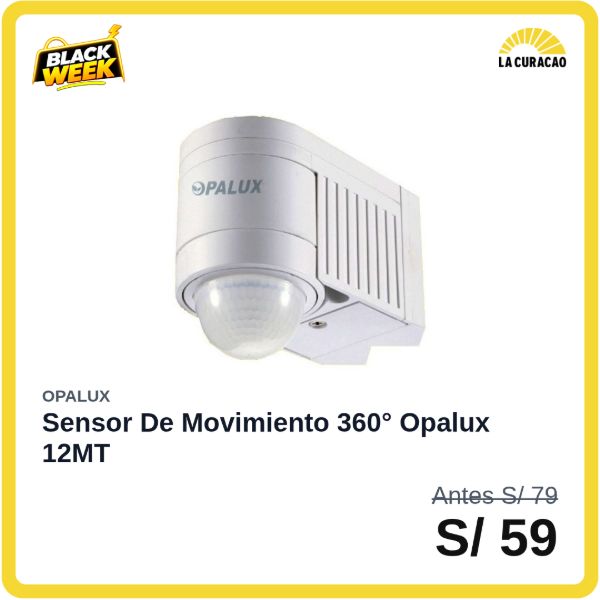 BLACK
WEEK
LA CURACAO
OPALUX
OPALUX
Sensor De Movimiento 360° Opalux
12MT
Antes S/ 79
S/ 59